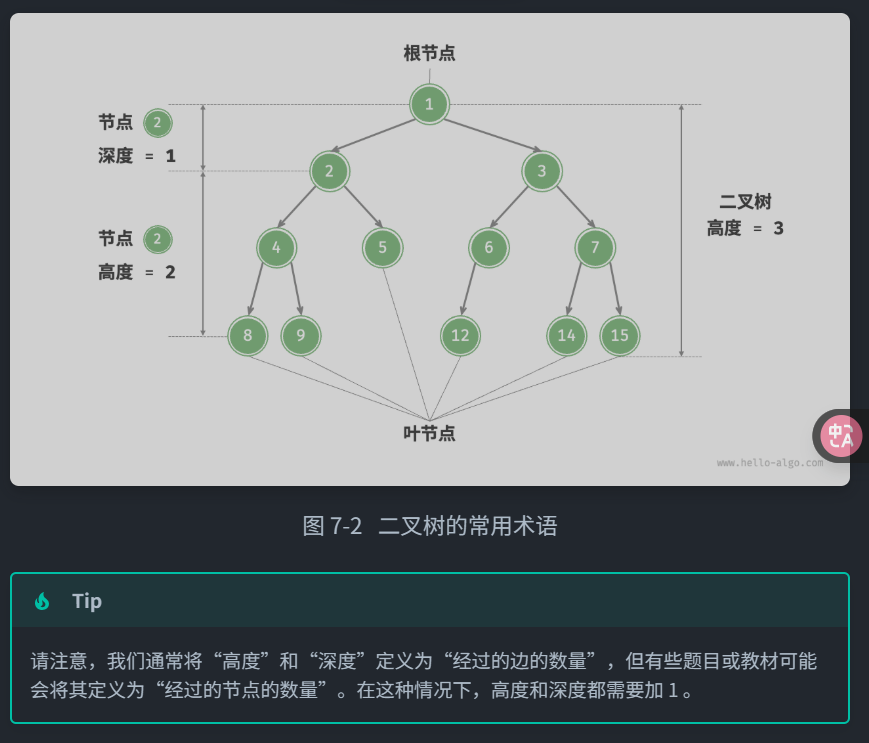 根节点
1
节点 2
深度 = 1
2
3
二叉树
高度 = 3
节点 2
高度 = 2
4
5
6
7
8
9
12
14
15
叶节点
中A
www.hello-algo.com
图 7-2 二叉树的常用术语
Tip
请注意，我们通常将“高度”和“深度”定义为“经过的边的数量”，但有些题目或教材可能
会将其定义为“经过的节点的数量”。在这种情况下，高度和深度都需要加 1 。